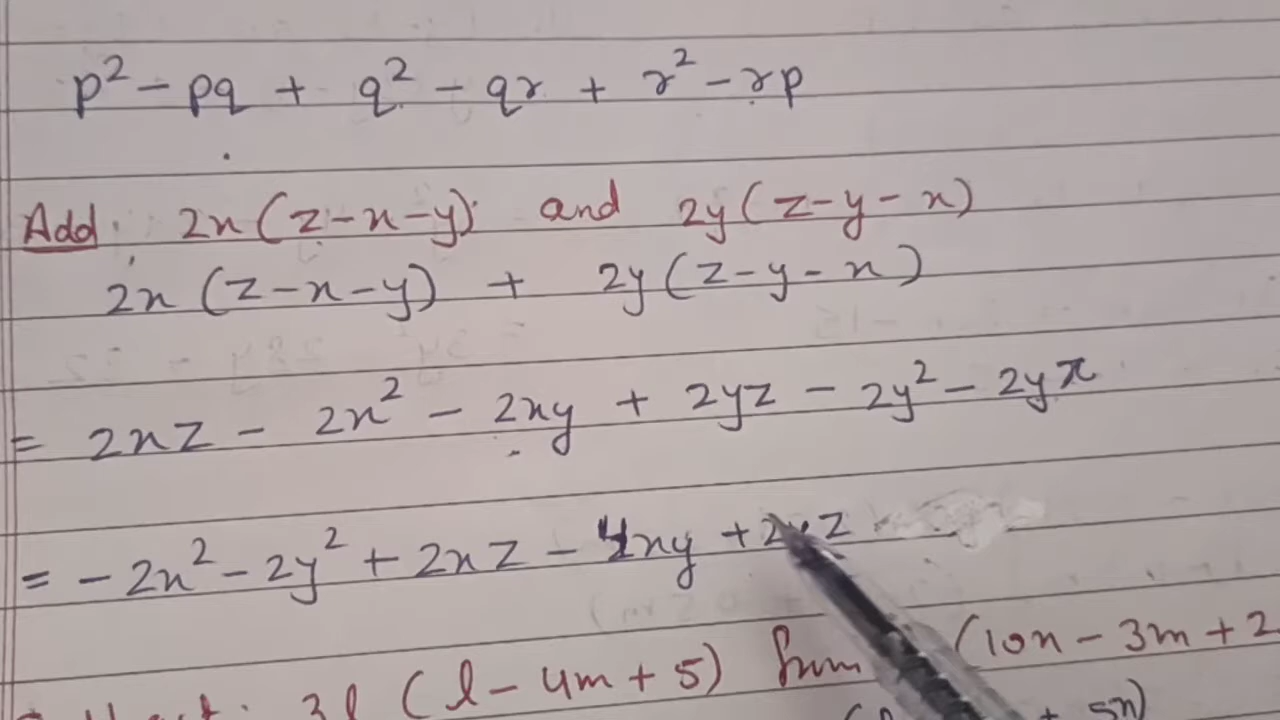 p² - pq + q² - qr + r² - rp
Add: 2x(z-x-y) and 2y(z-y-x)
2x(z-x-y) + 2y(z-y-x)
= 2xz - 2x² - 2xy + 2yz - 2y² - 2yx
= -2x² - 2y² + 2xz - 4xy + 2yz
3l (l - 4m + 5) from (10n - 3m + 2
+ 5n)